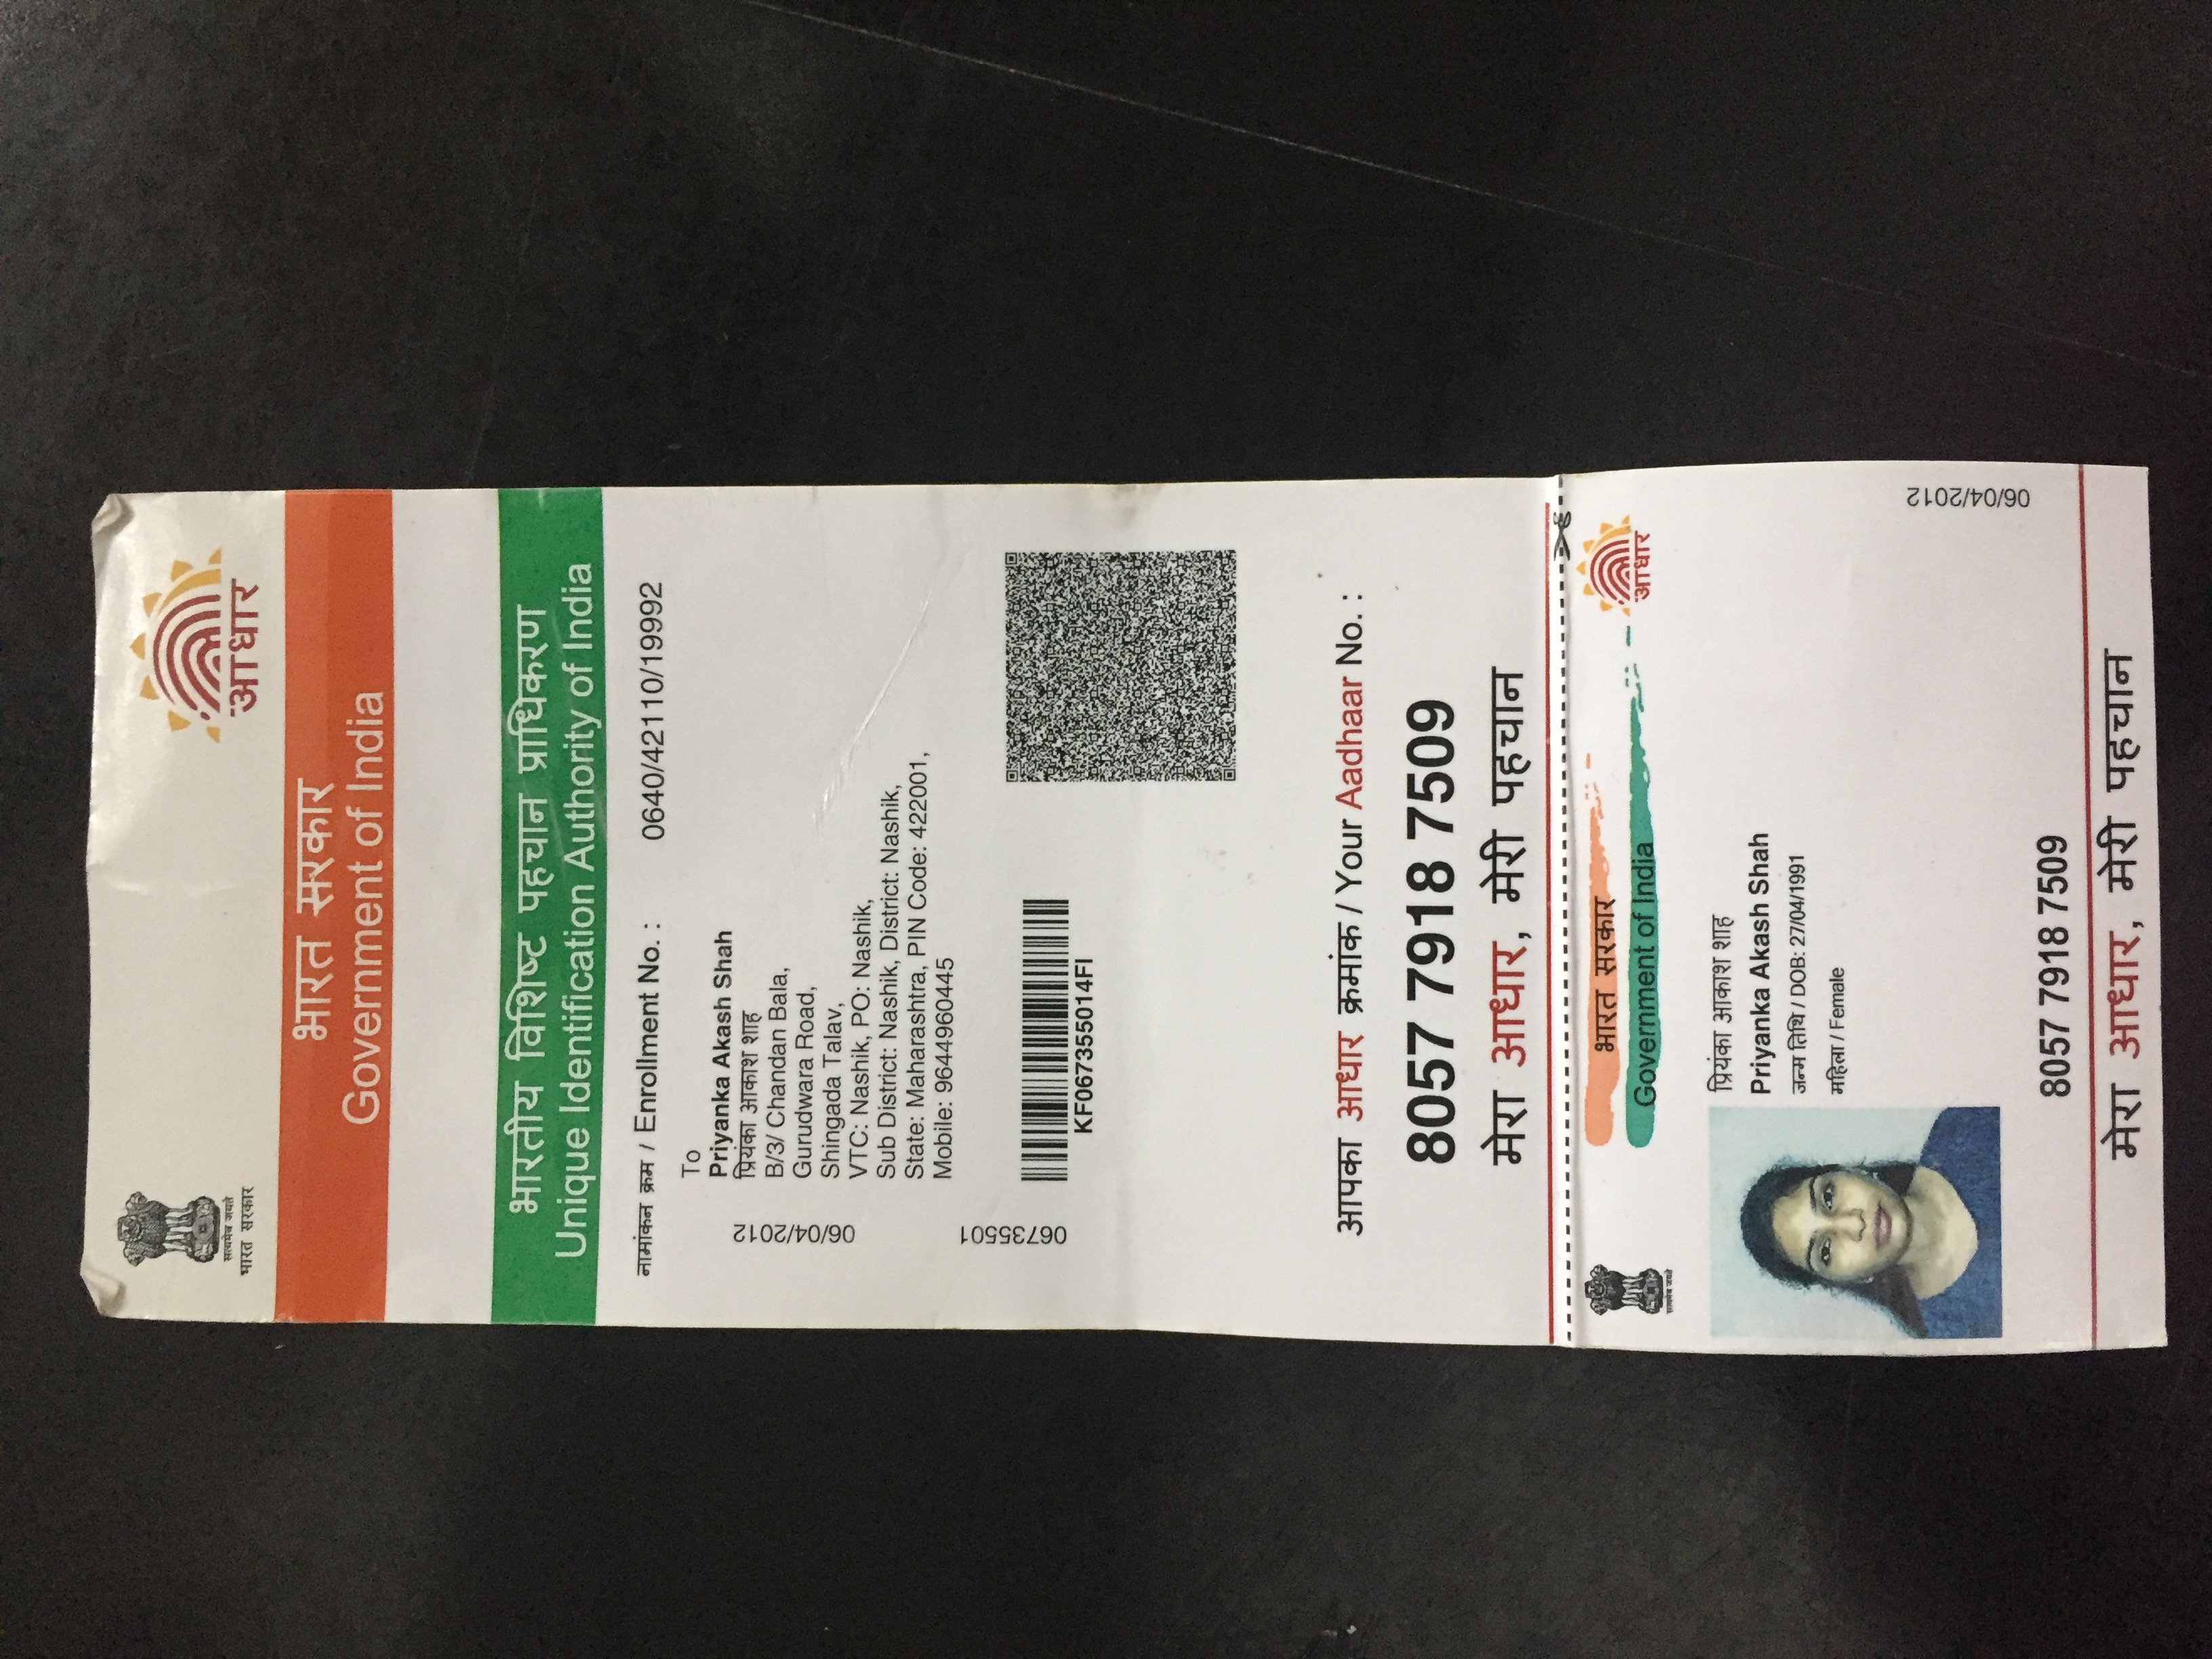 सत्यमेव जयते
भारत सरकार
आधार
भारत सरकार
Government of India
भारतीय विशिष्ट पहचान प्राधिकरण
Unique Identification Authority of India
नामांकन क्रम / Enrollment No. : 0640/42110/19992
To
Priyanka Akash Shah
प्रियंका आकाश शाह
B/3/ Chandan Bala,
Gurudwara Road,
Shingada Talav,
VTC: Nashik, PO: Nashik,
Sub District: Nashik, District: Nashik,
State: Maharashtra, PIN Code: 422001,
Mobile: 9644960445
06/04/2012
06735501
KF067355014FI
आपका आधार क्रमांक / Your Aadhaar No. :
8057 7918 7509
मेरा आधार, मेरी पहचान
सत्यमेव जयते
भारत सरकार
Government of India
आधार
प्रियंका आकाश शाह
Priyanka Akash Shah
जन्म तिथि / DOB: 27/04/1991
महिला / Female
06/04/2012
8057 7918 7509
मेरा आधार, मेरी पहचान